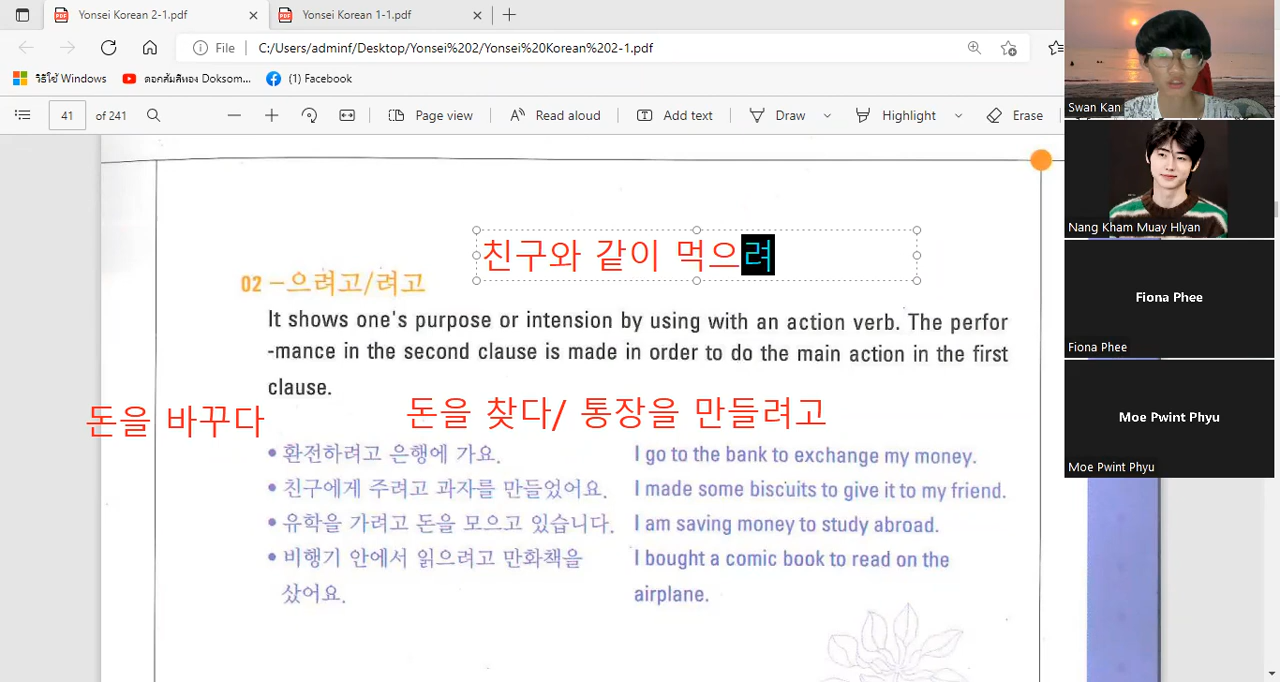 Yonsei Korean 2-1.pdf
Yonsei Korean 1-1.pdf
File
C:/Users/adminf/Desktop/Yonsei%202/Yonsei%20Korean%202-1.pdf
วิธีใช้ Windows
ดอกส้มสีทอง Doksom...
(1) Facebook
41 of 241
Page view
Read aloud
Add text
Draw
Highlight
Erase
Swan Kan
Nang Kham Muay Hlyan
Fiona Phee
Fiona Phee
Moe Pwint Phyu
Moe Pwint Phyu
친구와 같이 먹으려
02 -으려고/려고
It shows one's purpose or intension by using with an action verb. The perfor
-mance in the second clause is made in order to do the main action in the first
clause.
돈을 바꾸다
돈을 찾다/ 통장을 만들려고
• 환전하려고 은행에 가요. I go to the bank to exchange my money.
• 친구에게 주려고 과자를 만들었어요. I made some biscuits to give it to my friend.
• 유학을 가려고 돈을 모으고 있습니다. I am saving money to study abroad.
• 비행기 안에서 읽으려고 만화책을 I bought a comic book to read on the
샀어요. airplane.